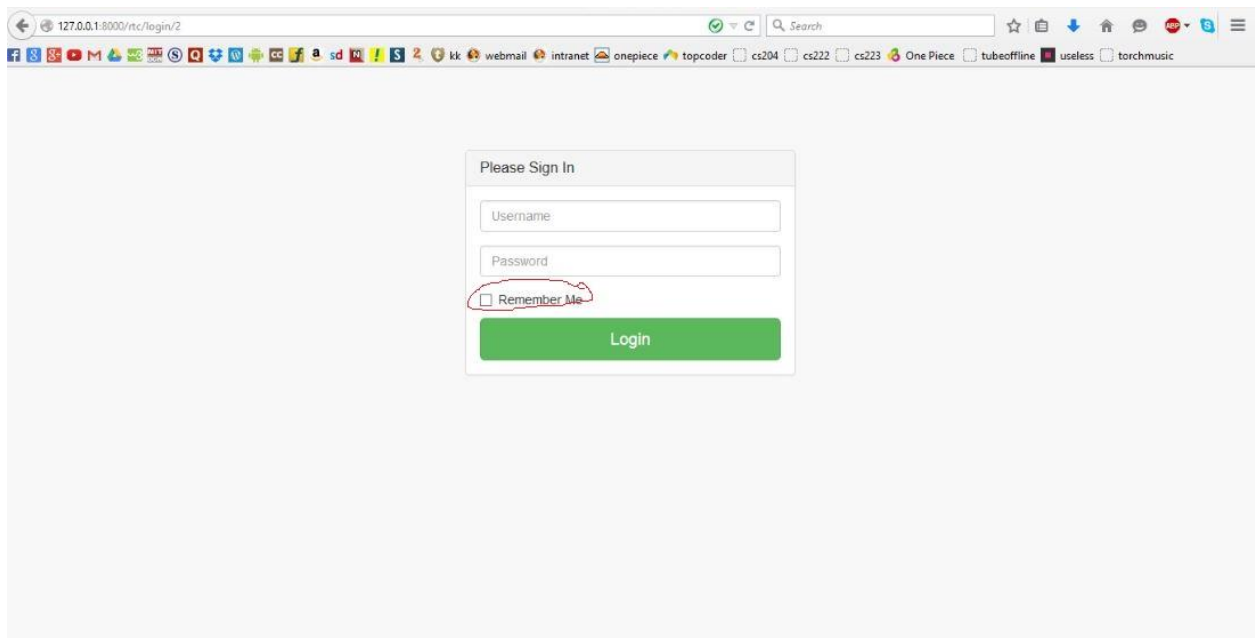 127.0.0.1:8000/rtc/login/2 Search
kk webmail intranet onepiece topcoder cs204 cs222 cs223 One Piece tubeoffline useless torchmusic
Please Sign In
Username
Password
Remember Me
Login